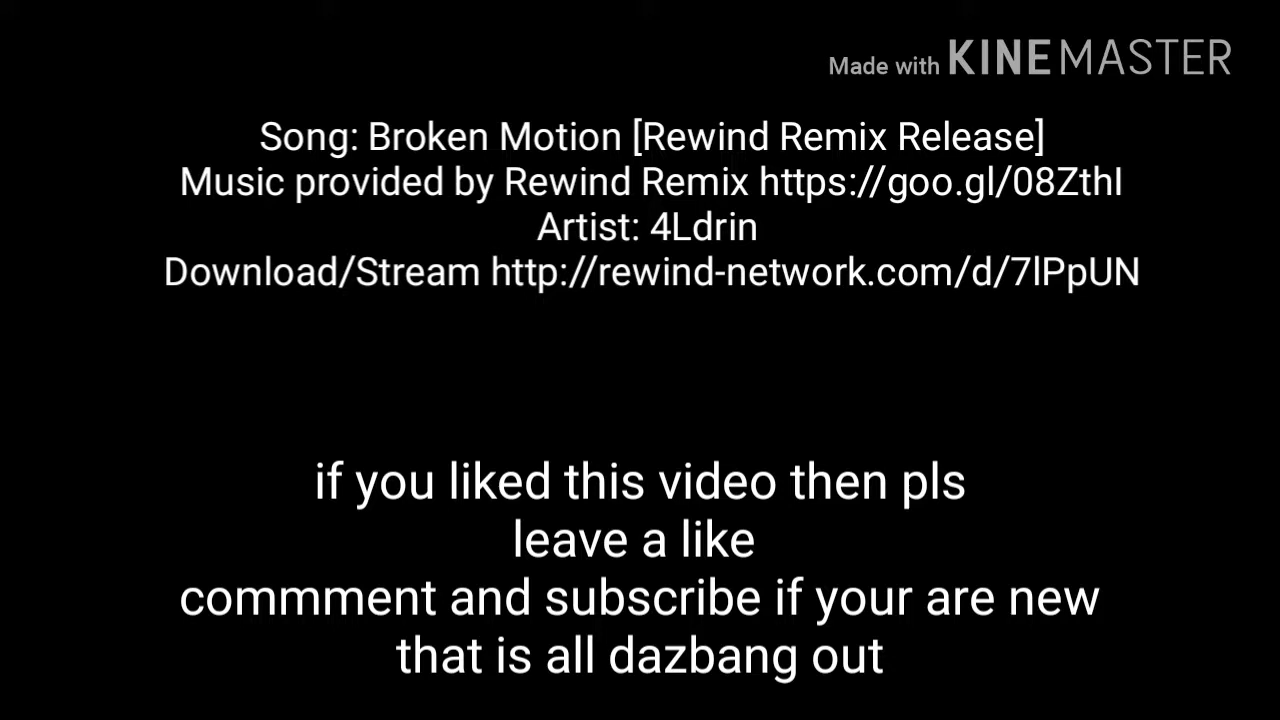 Made with KINEMASTER
Song: Broken Motion [Rewind Remix Release]
Music provided by Rewind Remix https://goo.gl/08ZthI
Artist: 4Ldrin
Download/Stream http://rewind-network.com/d/7lPpUN
if you liked this video then pls
leave a like
commment and subscribe if your are new
that is all dazbang out